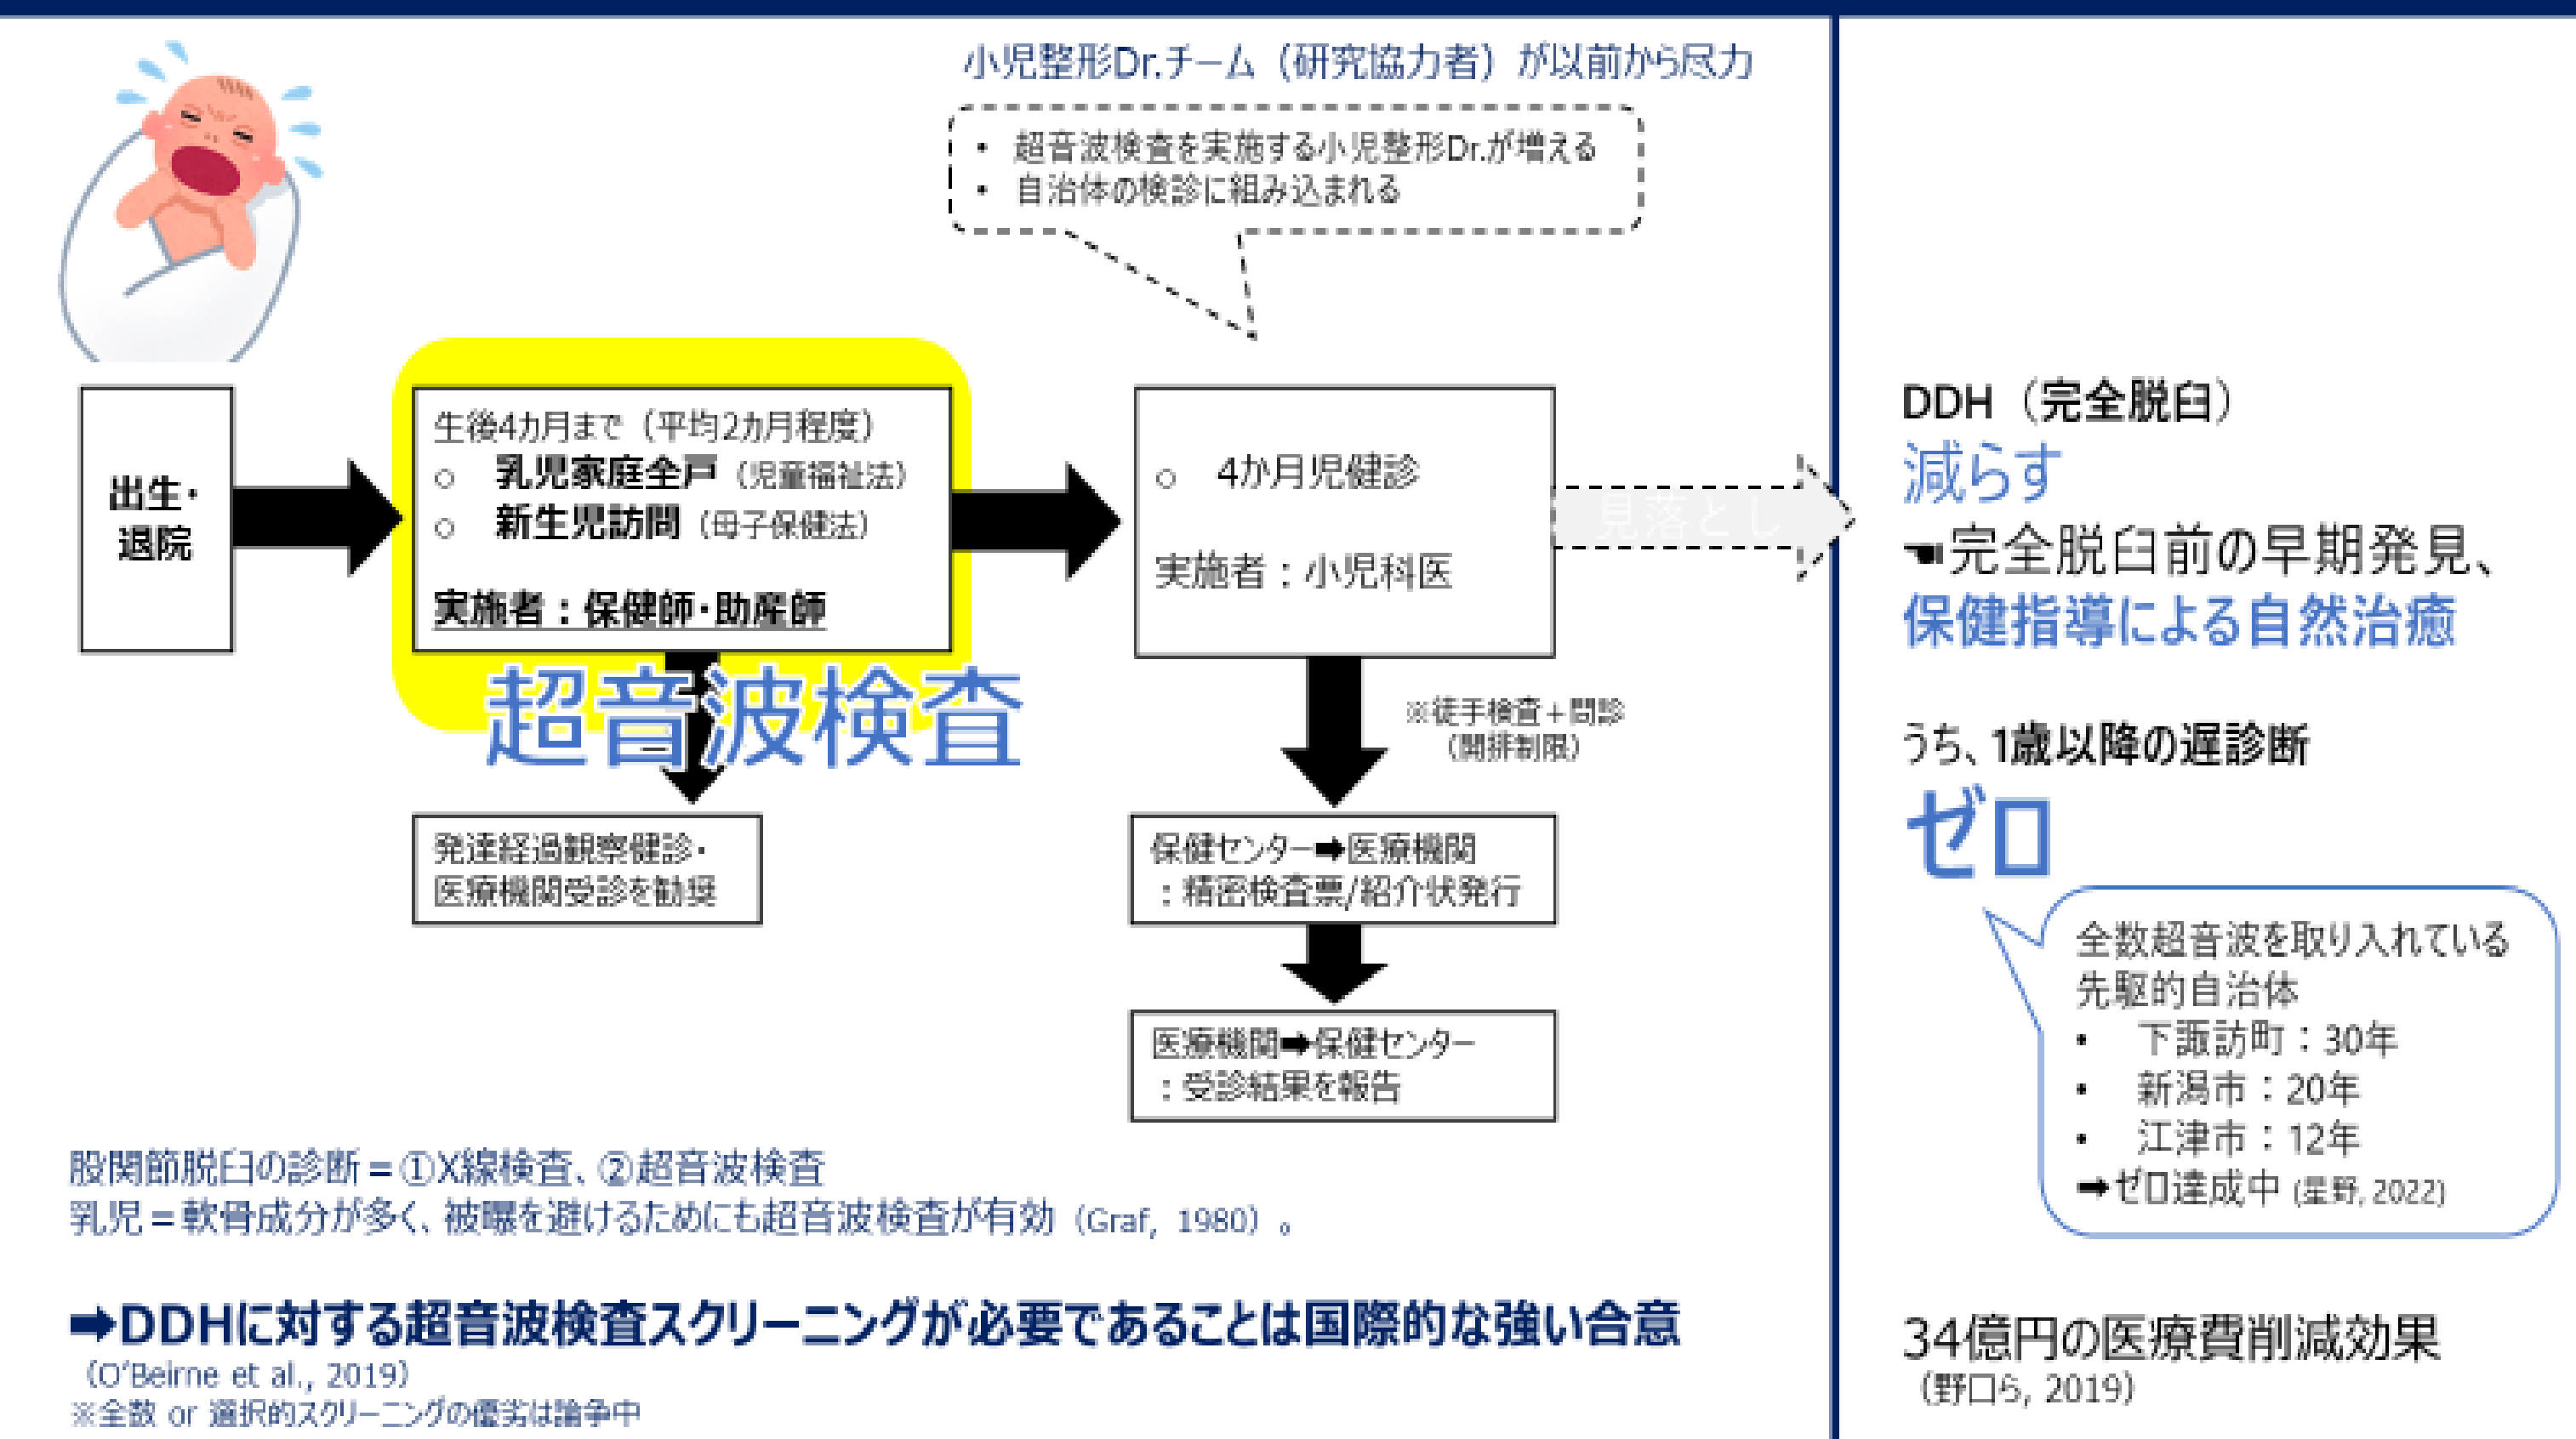 小児整形Dr.チーム（研究協力者）が以前から尽力
• 超音波検査を実施する小児整形Dr.が増える
• 自治体の検診に組み込まれる
出生・
退院
生後4カ月まで（平均2カ月程度）
○ 乳児家庭全戸（児童福祉法）
○ 新生児訪問（母子保健法）
実施者：保健師・助産師
超音波検査
発達経過観察健診・
医療機関受診を勧奨
○ 4か月児健診
実施者：小児科医
見落とし
※徒手検査＋問診
（開排制限）
保健センター➡医療機関
：精密検査票/紹介状発行
医療機関➡保健センター
：受診結果を報告
股関節脱臼の診断＝①X線検査、②超音波検査
乳児＝軟骨成分が多く、被曝を避けるためにも超音波検査が有効（Graf, 1980）。
➡DDHに対する超音波検査スクリーニングが必要であることは国際的な強い合意
（O’Beirne et al., 2019）
※全数 or 選択的スクリーニングの優劣は論争中
DDH（完全脱臼）
減らす
☚完全脱臼前の早期発見、
保健指導による自然治癒
うち、1歳以降の遅診断
ゼロ
全数超音波を取り入れている
先駆的自治体
• 下諏訪町：30年
• 新潟市：20年
• 江津市：12年
➡ゼロ達成中 (星野, 2022)
34億円の医療費削減効果
（野口ら, 2019）